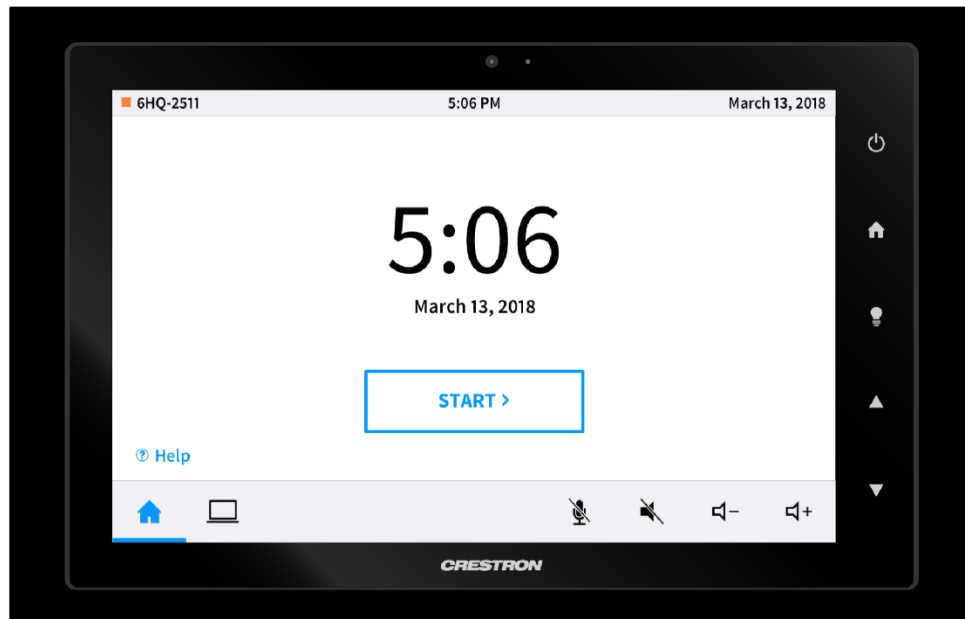 6HQ-2511 5:06 PM March 13, 2018
5:06
March 13, 2018
START >
? Help
CRESTRON